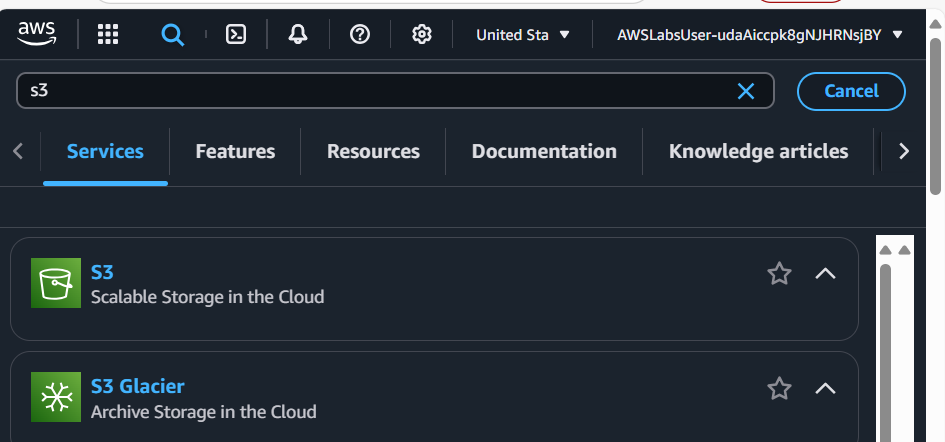 aws
United Sta
AWSLabsUser-udaAiccpk8gNJHRNsjBY
s3
Cancel
Services Features Resources Documentation Knowledge articles
S3
Scalable Storage in the Cloud
S3 Glacier
Archive Storage in the Cloud